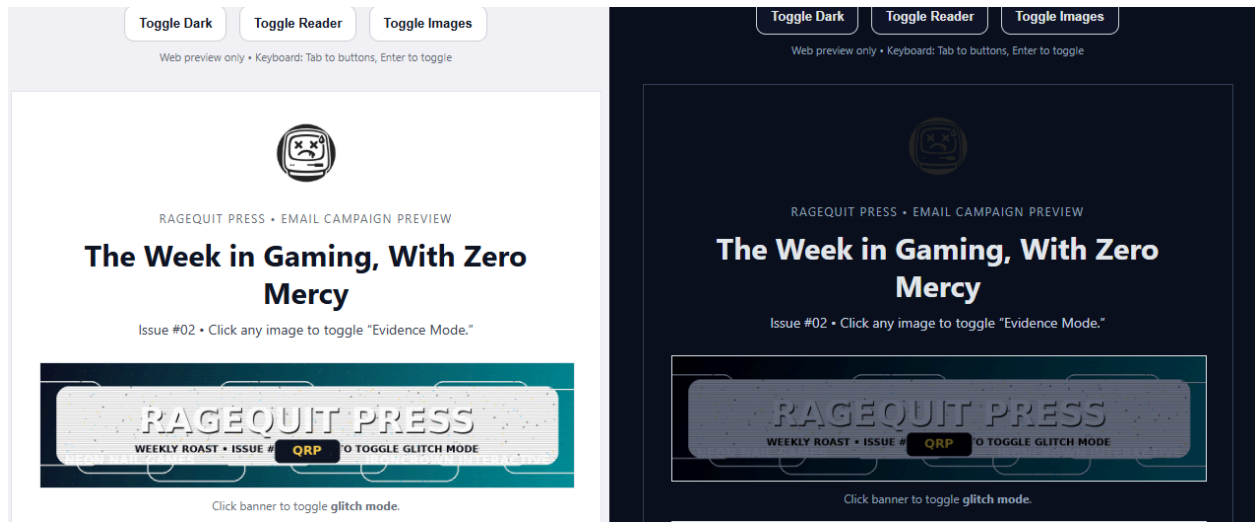 Toggle Dark Toggle Reader Toggle Images
Web preview only • Keyboard: Tab to buttons, Enter to toggle
RAGEQUIT PRESS • EMAIL CAMPAIGN PREVIEW
The Week in Gaming, With Zero
Mercy
Issue #02 • Click any image to toggle “Evidence Mode.”
RAGEQUIT PRESS
WEEKLY ROAST • ISSUE # QRP TO TOGGLE GLITCH MODE
Click banner to toggle glitch mode.
Toggle Dark Toggle Reader Toggle Images
Web preview only • Keyboard: Tab to buttons, Enter to toggle
RAGEQUIT PRESS • EMAIL CAMPAIGN PREVIEW
The Week in Gaming, With Zero
Mercy
Issue #02 • Click any image to toggle “Evidence Mode.”
RAGEQUIT PRESS
WEEKLY ROAST • ISSUE # QRP TO TOGGLE GLITCH MODE
Click banner to toggle glitch mode.